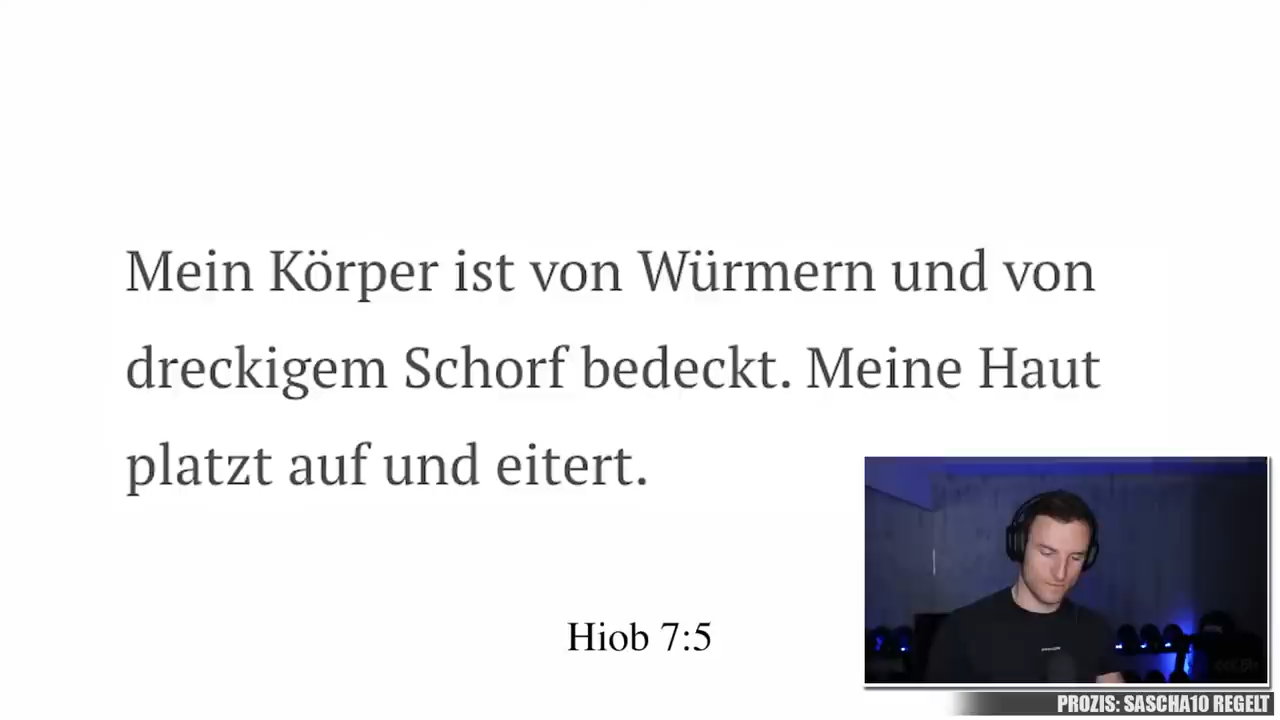 Mein Körper ist von Würmern und von
dreckigem Schorf bedeckt. Meine Haut
platzt auf und eitert.
Hiob 7:5
PROZIS: SASCHA10 REGELT